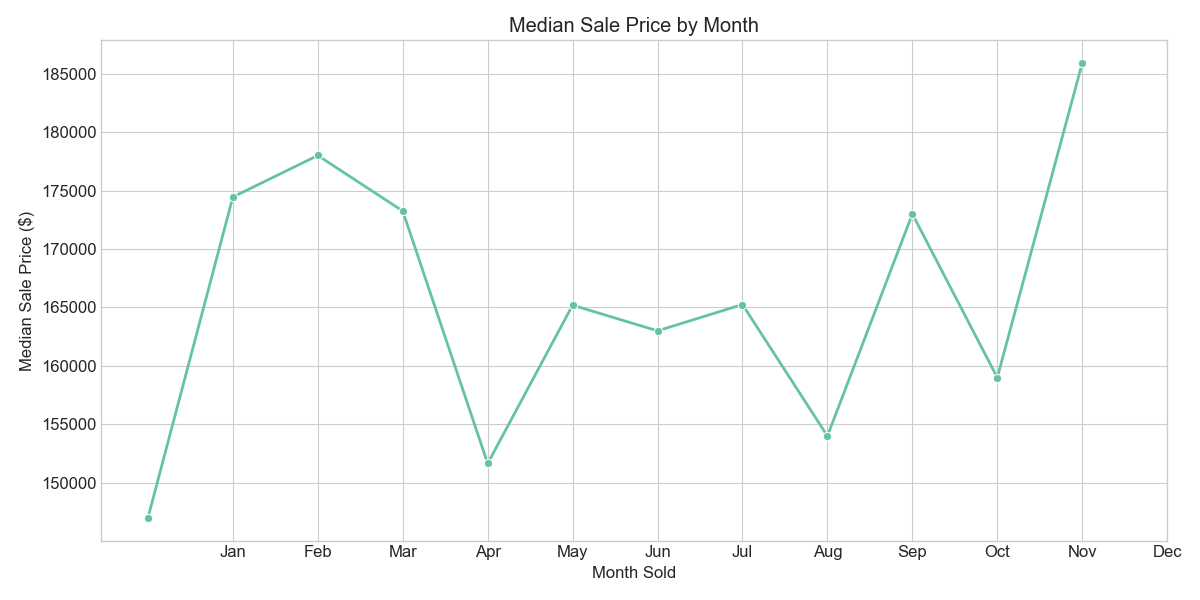 Median Sale Price by Month
Median Sale Price ($)
185000
180000
175000
170000
165000
160000
155000
150000
Jan Feb Mar Apr May Jun Jul Aug Sep Oct Nov Dec
Month Sold